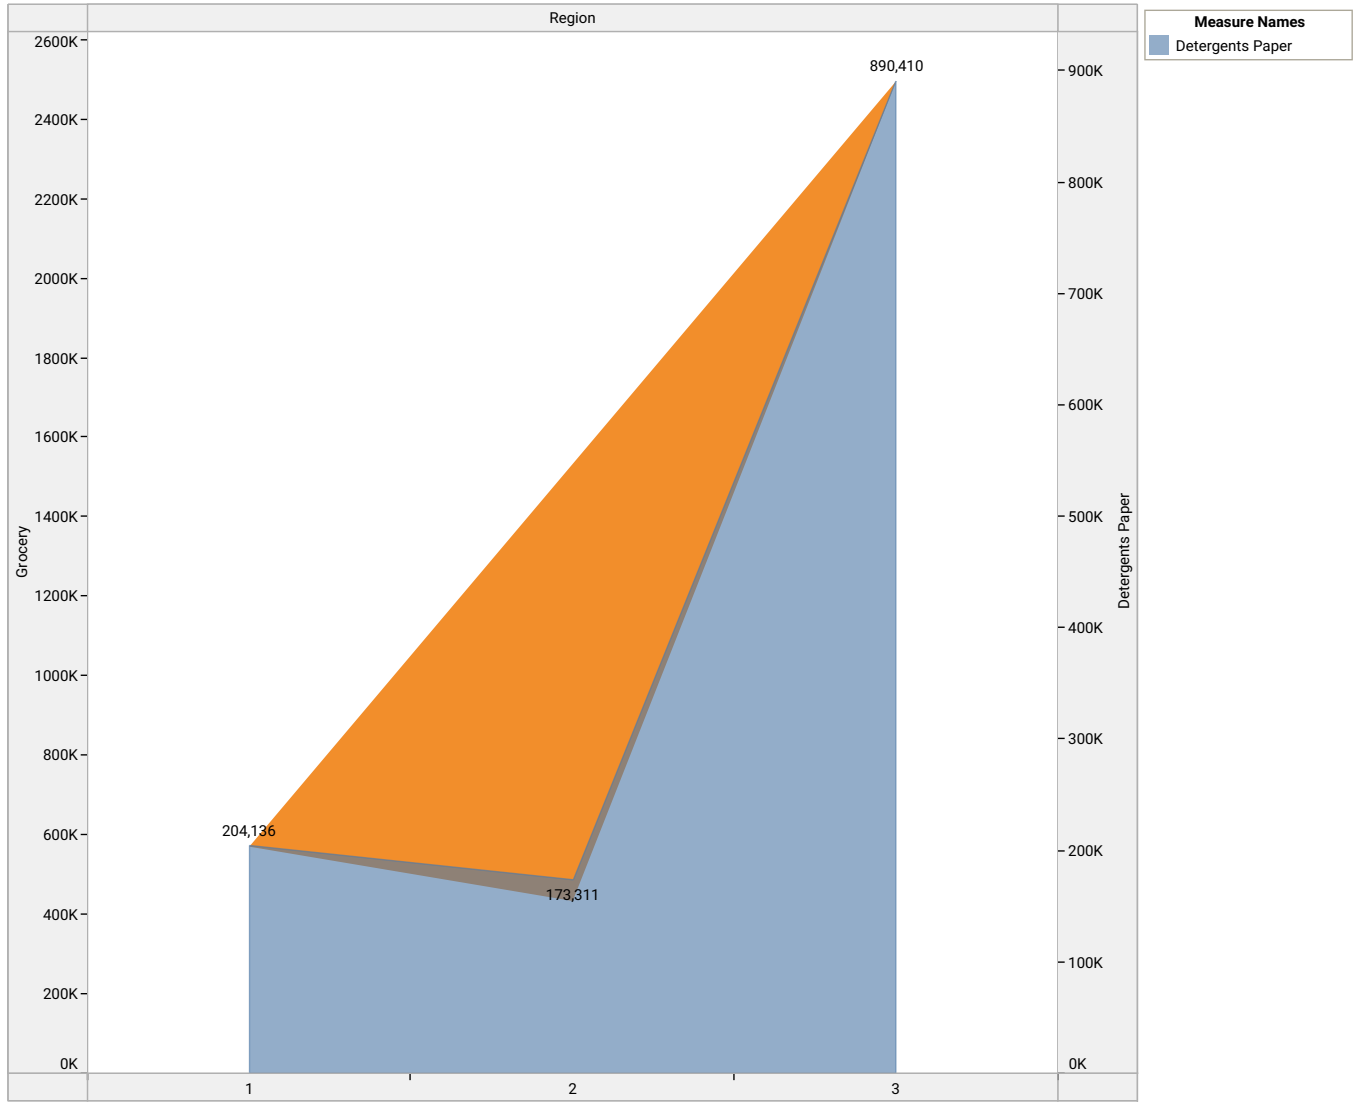 Region
Measure Names
Detergents Paper
2600K
2400K
2200K
2000K
1800K
1600K
1400K
1200K
1000K
800K
600K
400K
200K
0K
Grocery
890,410
204,136
173,311
900K
800K
700K
600K
500K
400K
300K
200K
100K
0K
Detergents Paper
1
2
3